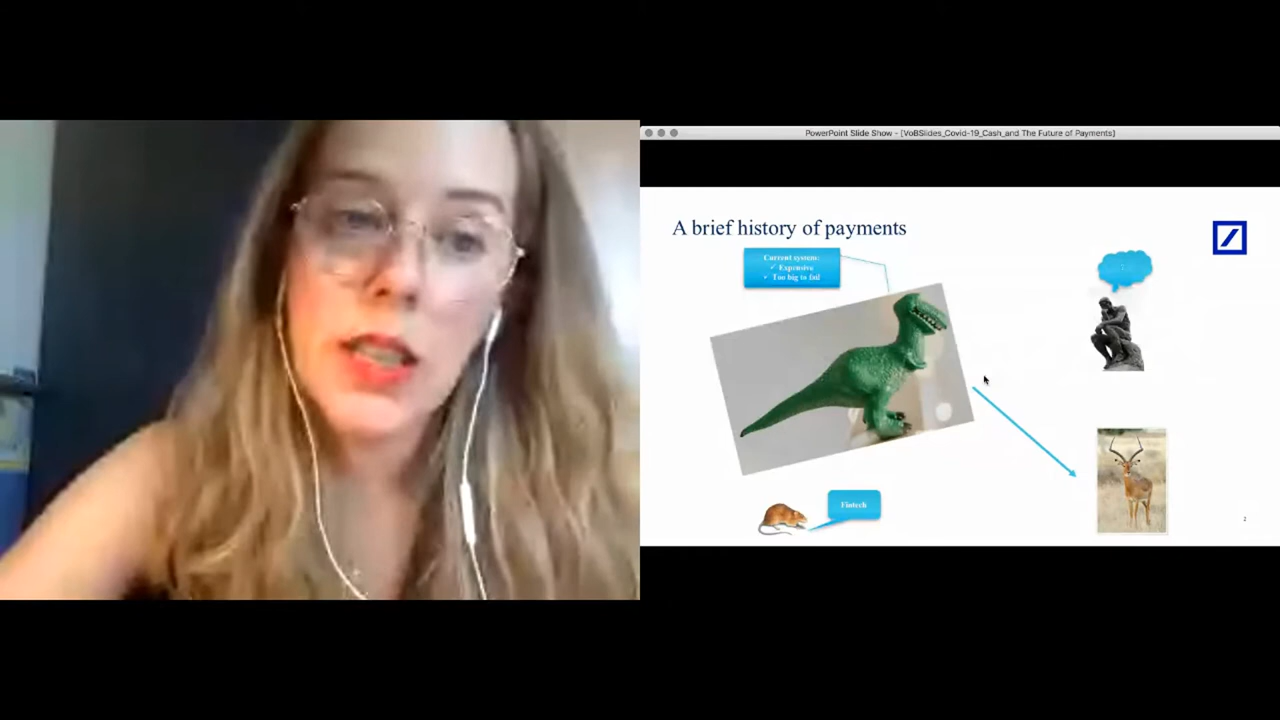 PowerPoint Slide Show - [VoBSlides_Covid-19_Cash_and The Future of Payments]
A brief history of payments
Current system:
✓ Expensive
✓ Too big to fail
Fintech
2